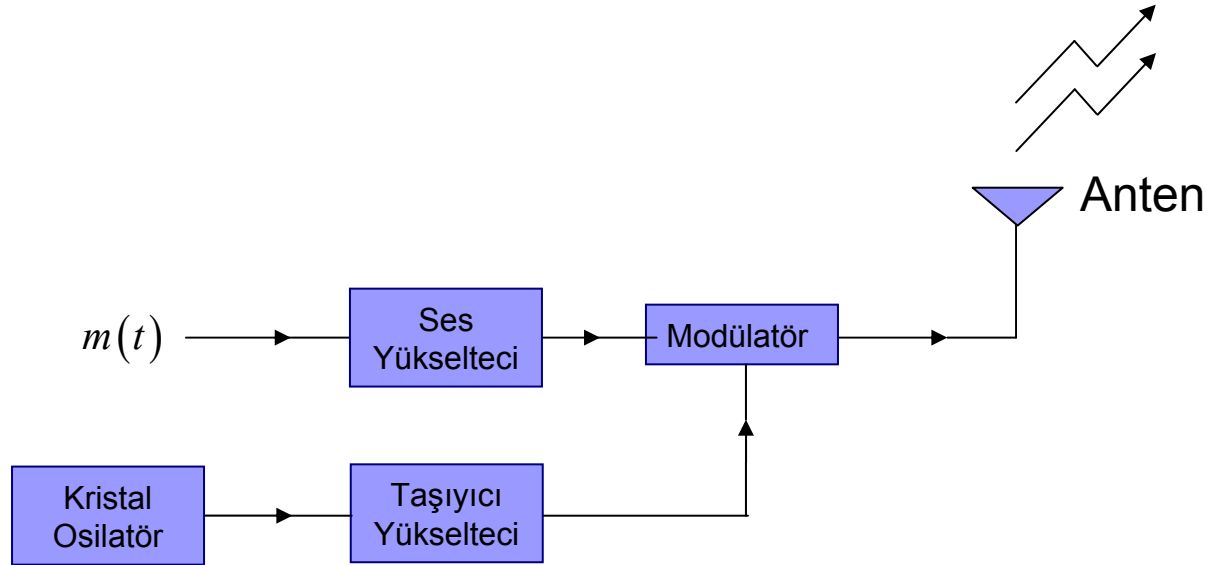 Anten
m(t)
Ses
Yükselteci
Modülatör
Kristal
Osilatör
Taşıyıcı
Yükselteci